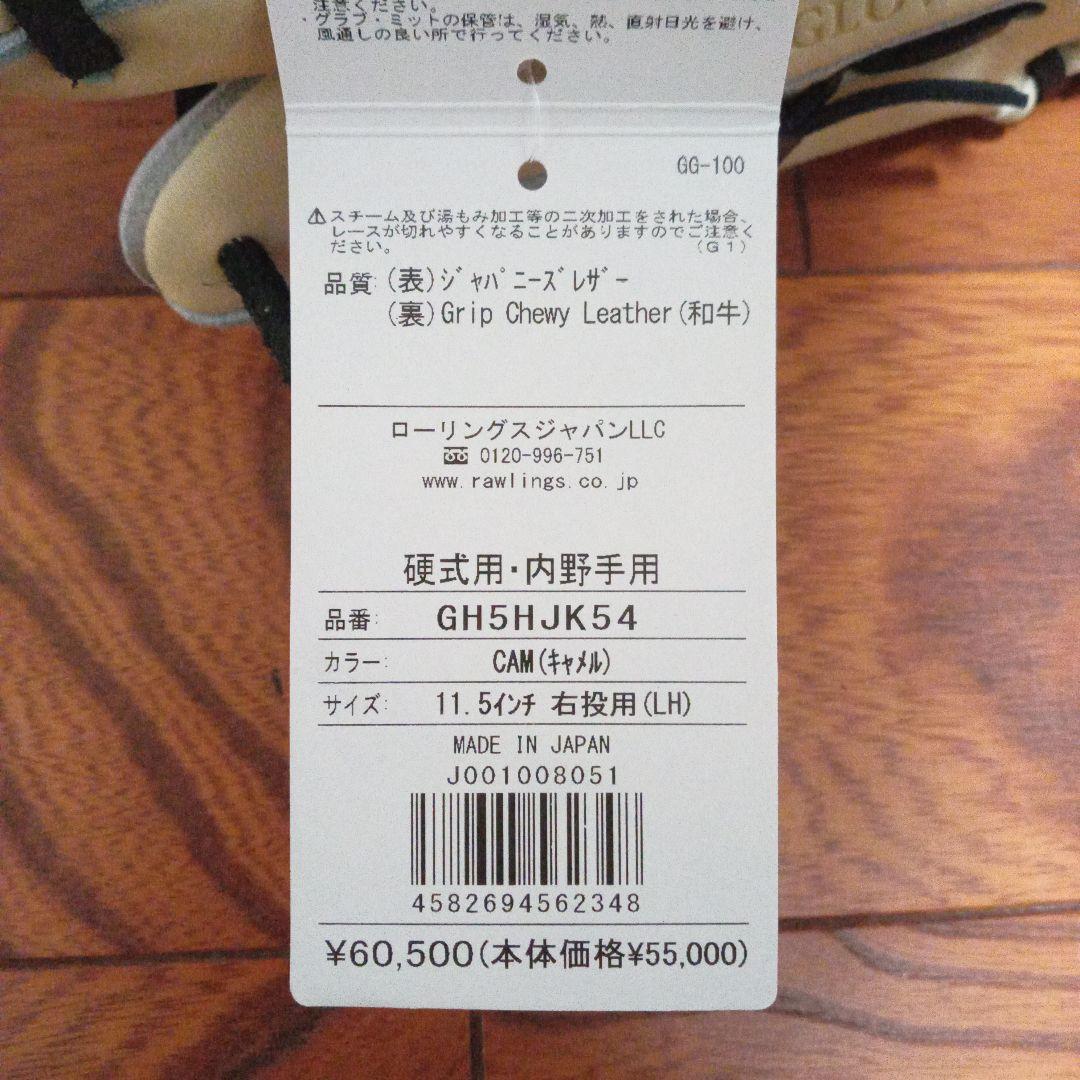 注意ください。
・グラブ・ミットの保管は、湿気、熱、直射日光を避け、
風通しの良い所で行ってください。
GG-100
⚠スチーム及び湯もみ加工等の二次加工をされた場合、
レースが切れやすくなることがありますのでご注意く
ださい。 (G1)
品質:(表)ｼﾞｬﾊﾟﾆｰｽﾞﾚｻﾞｰ
(裏)Grip Chewy Leather(和牛)
ローリングスジャパンLLC
0120-996-751
www.rawlings.co.jp
硬式用・内野手用
品番: GH5HJK54
カラー: CAM(ｷｬﾒﾙ)
サイズ: 11.5ｲﾝﾁ 右投用(LH)
MADE IN JAPAN
J001008051
4582694562348
¥60,500(本体価格¥55,000)